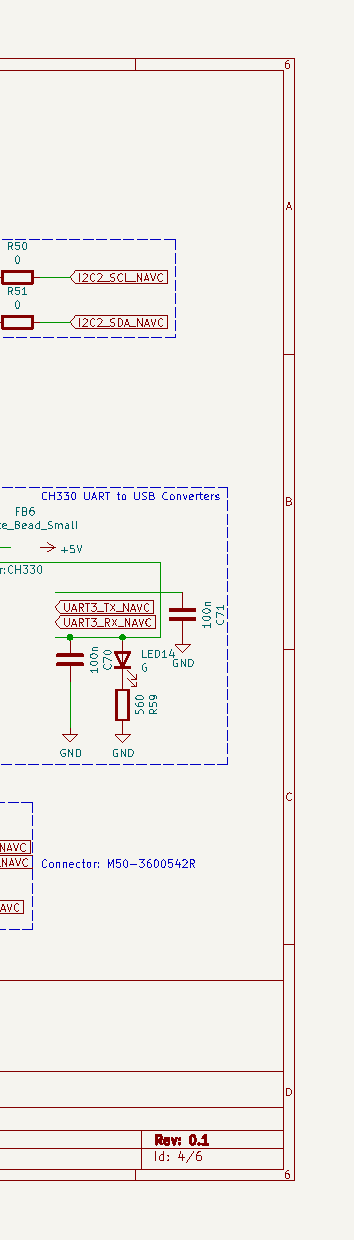 6
A
R50
0
I2C2_SCL_NAVC
R51
0
I2C2_SDA_NAVC
B
CH330 UART to USB Converters
FB6
te_Bead_Small
+5V
r:CH330
UART3_TX_NAVC
UART3_RX_NAVC
100n
C71
100n
C70
LED14
G
GND
560
R59
GND
GND
C
NAVC
NAVC
Connector: M50-3600542R
AVC
D
Rev: 0.1
Id: 4/6
6